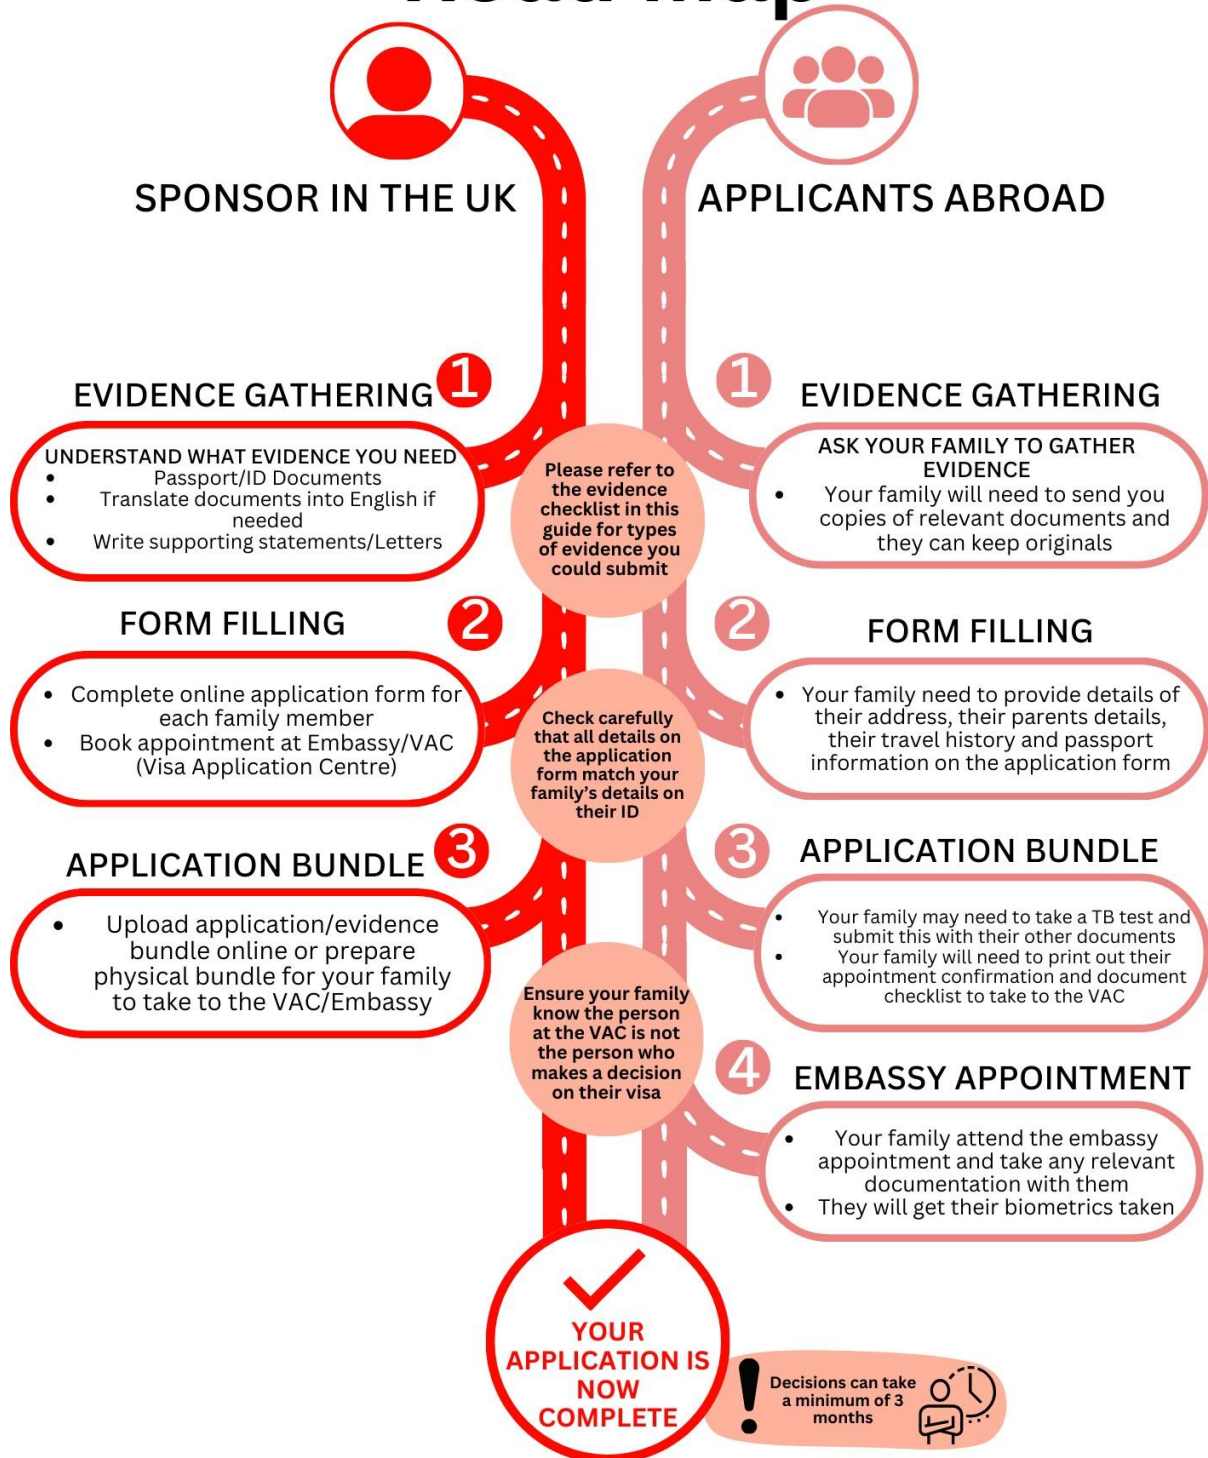 Road Map
SPONSOR IN THE UK
APPLICANTS ABROAD
1
EVIDENCE GATHERING
UNDERSTAND WHAT EVIDENCE YOU NEED
• Passport/ID Documents
• Translate documents into English if
needed
• Write supporting statements/Letters
1
EVIDENCE GATHERING
ASK YOUR FAMILY TO GATHER
EVIDENCE
• Your family will need to send you
copies of relevant documents and
they can keep originals
Please refer to
the evidence
checklist in this
guide for types
of evidence you
could submit
2
FORM FILLING
• Complete online application form for
each family member
• Book appointment at Embassy/VAC
(Visa Application Centre)
2
FORM FILLING
• Your family need to provide details of
their address, their parents details,
their travel history and passport
information on the application form
Check carefully
that all details on
the application
form match your
family's details on
their ID
3
APPLICATION BUNDLE
• Upload application/evidence
bundle online or prepare
physical bundle for your family
to take to the VAC/Embassy
3
APPLICATION BUNDLE
• Your family may need to take a TB test and
submit this with their other documents
• Your family will need to print out their
appointment confirmation and document
checklist to take to the VAC
Ensure your family
know the person
at the VAC is not
the person who
makes a decision
on their visa
4
EMBASSY APPOINTMENT
• Your family attend the embassy
appointment and take any relevant
documentation with them
• They will get their biometrics taken
YOUR
APPLICATION IS
NOW
COMPLETE
! Decisions can take
a minimum of 3
months